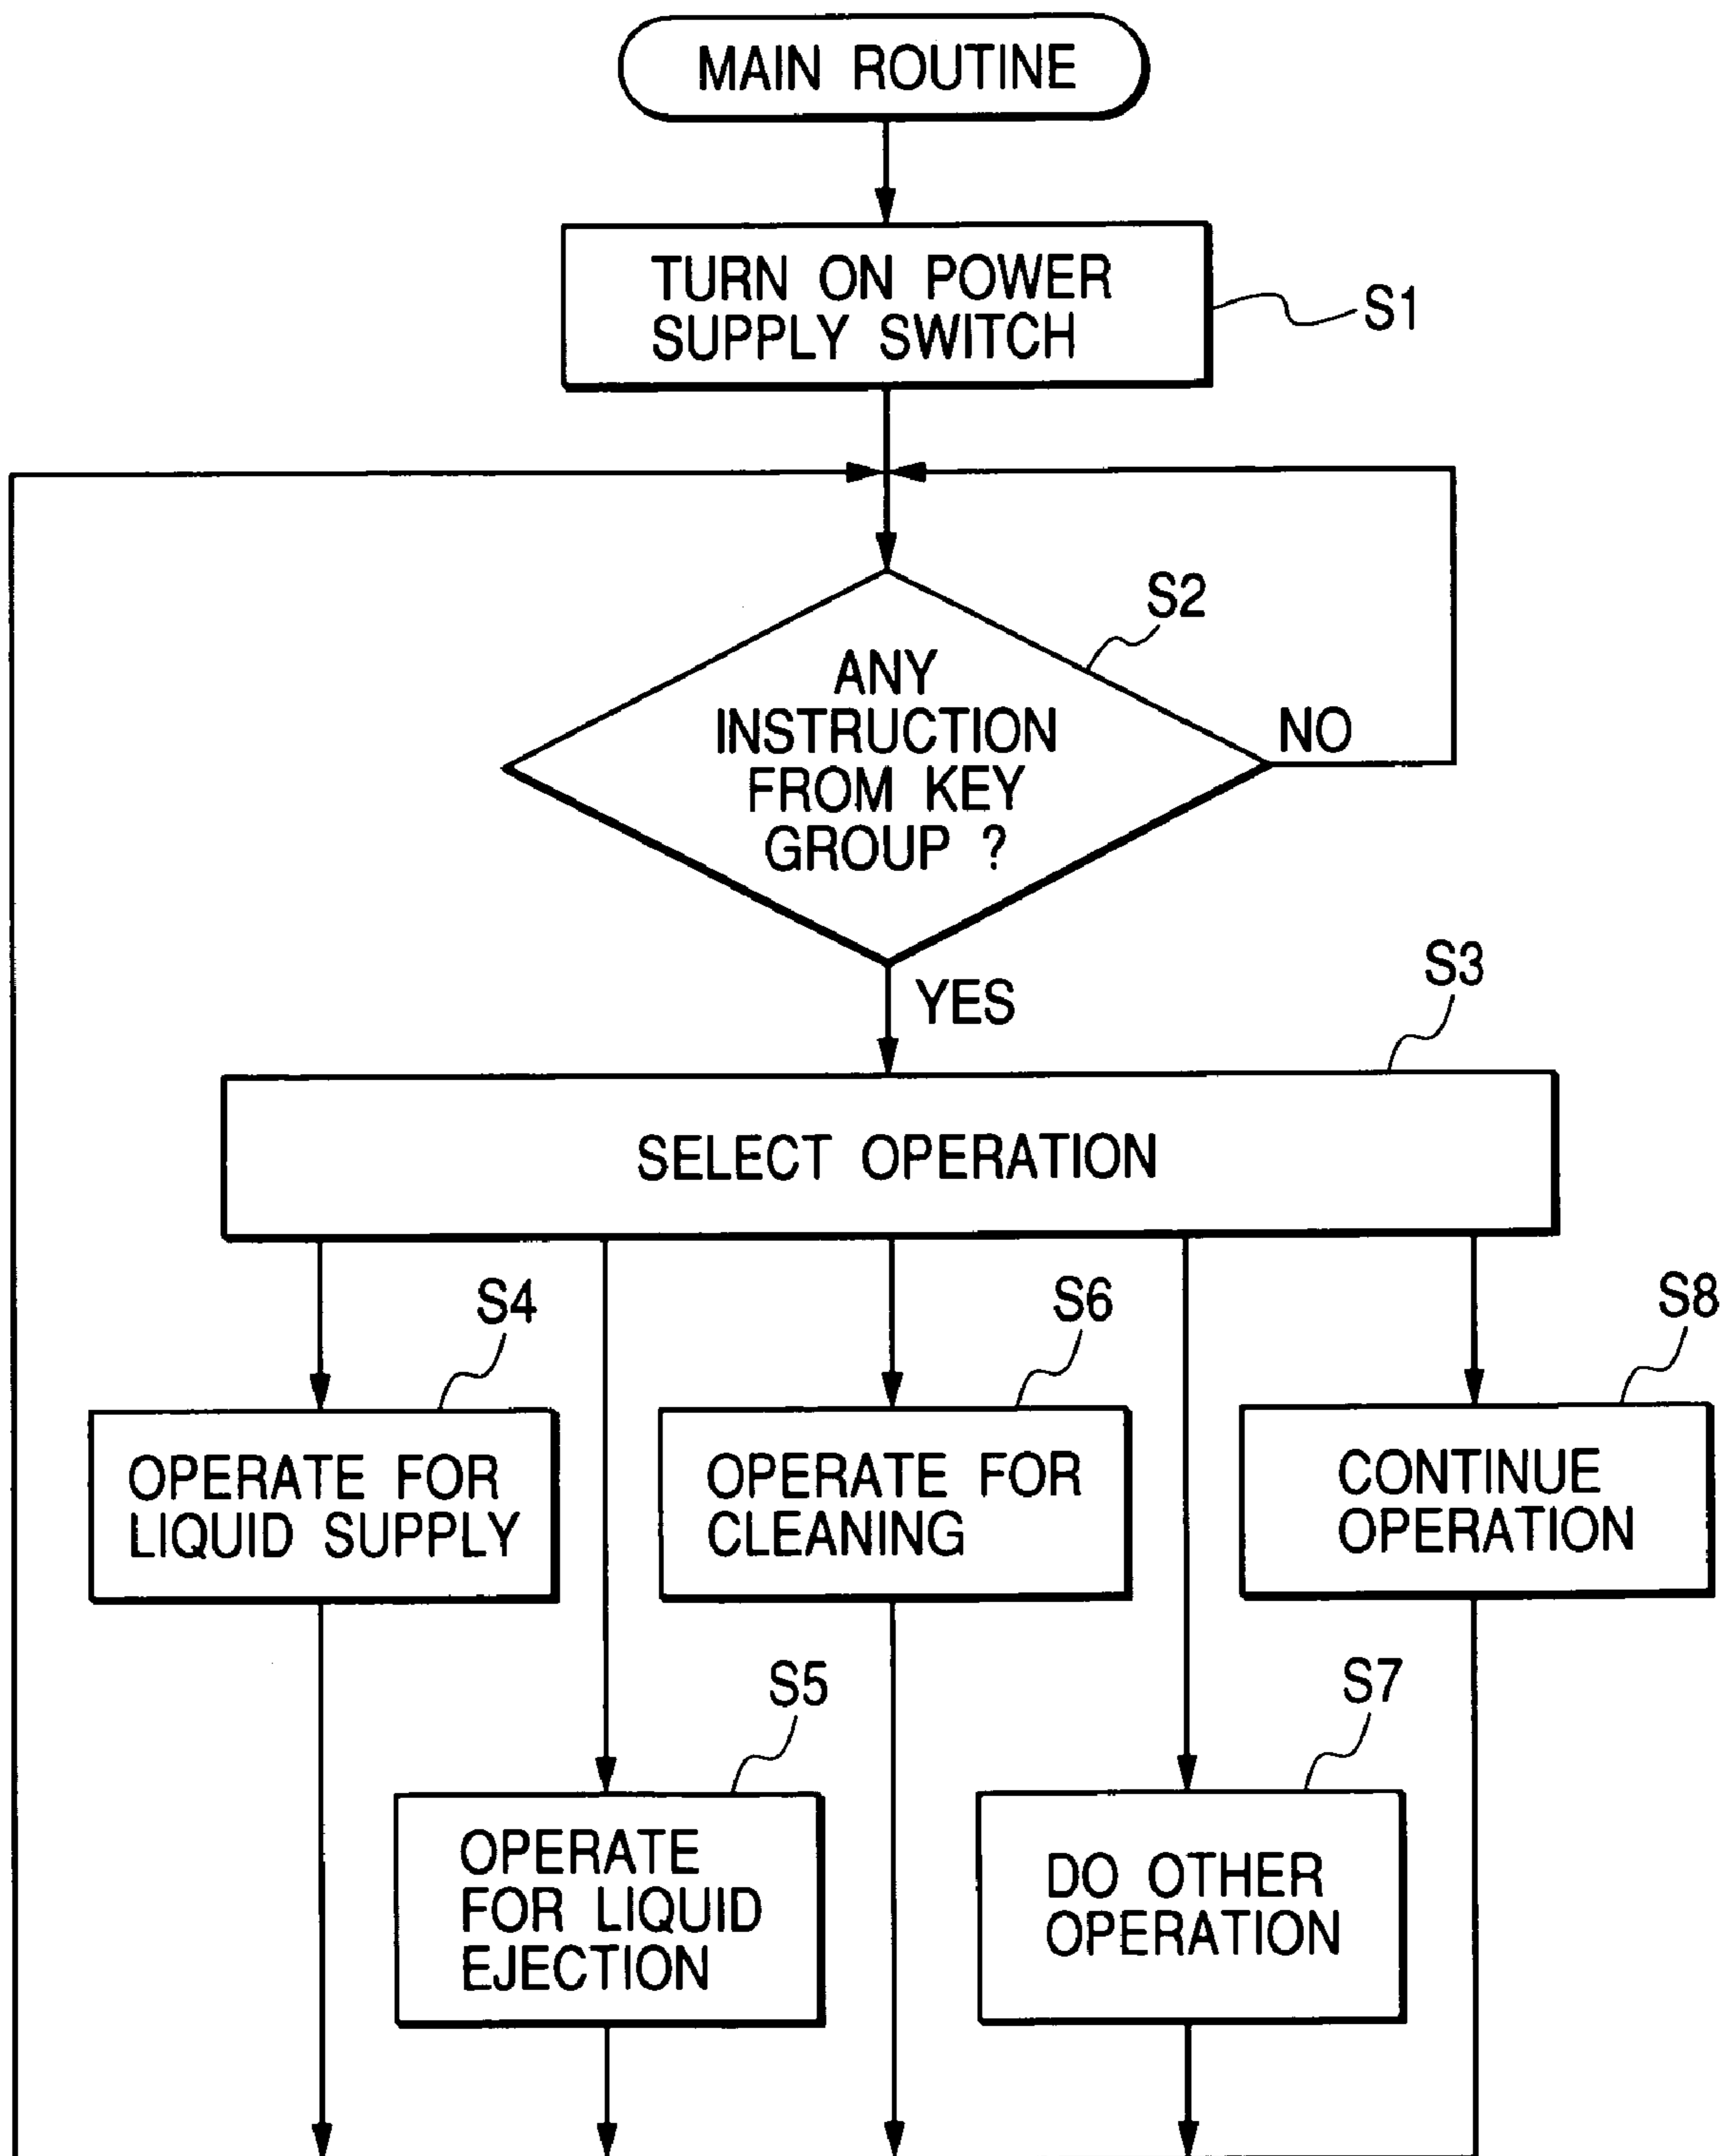 MAIN ROUTINE
TURN ON POWER
SUPPLY SWITCH
S1
S2
ANY
INSTRUCTION
FROM KEY
GROUP ?
NO
YES
S3
SELECT OPERATION
S4
S6
S8
OPERATE FOR
LIQUID SUPPLY
OPERATE FOR
CLEANING
CONTINUE
OPERATION
S5
S7
OPERATE
FOR LIQUID
EJECTION
DO OTHER
OPERATION